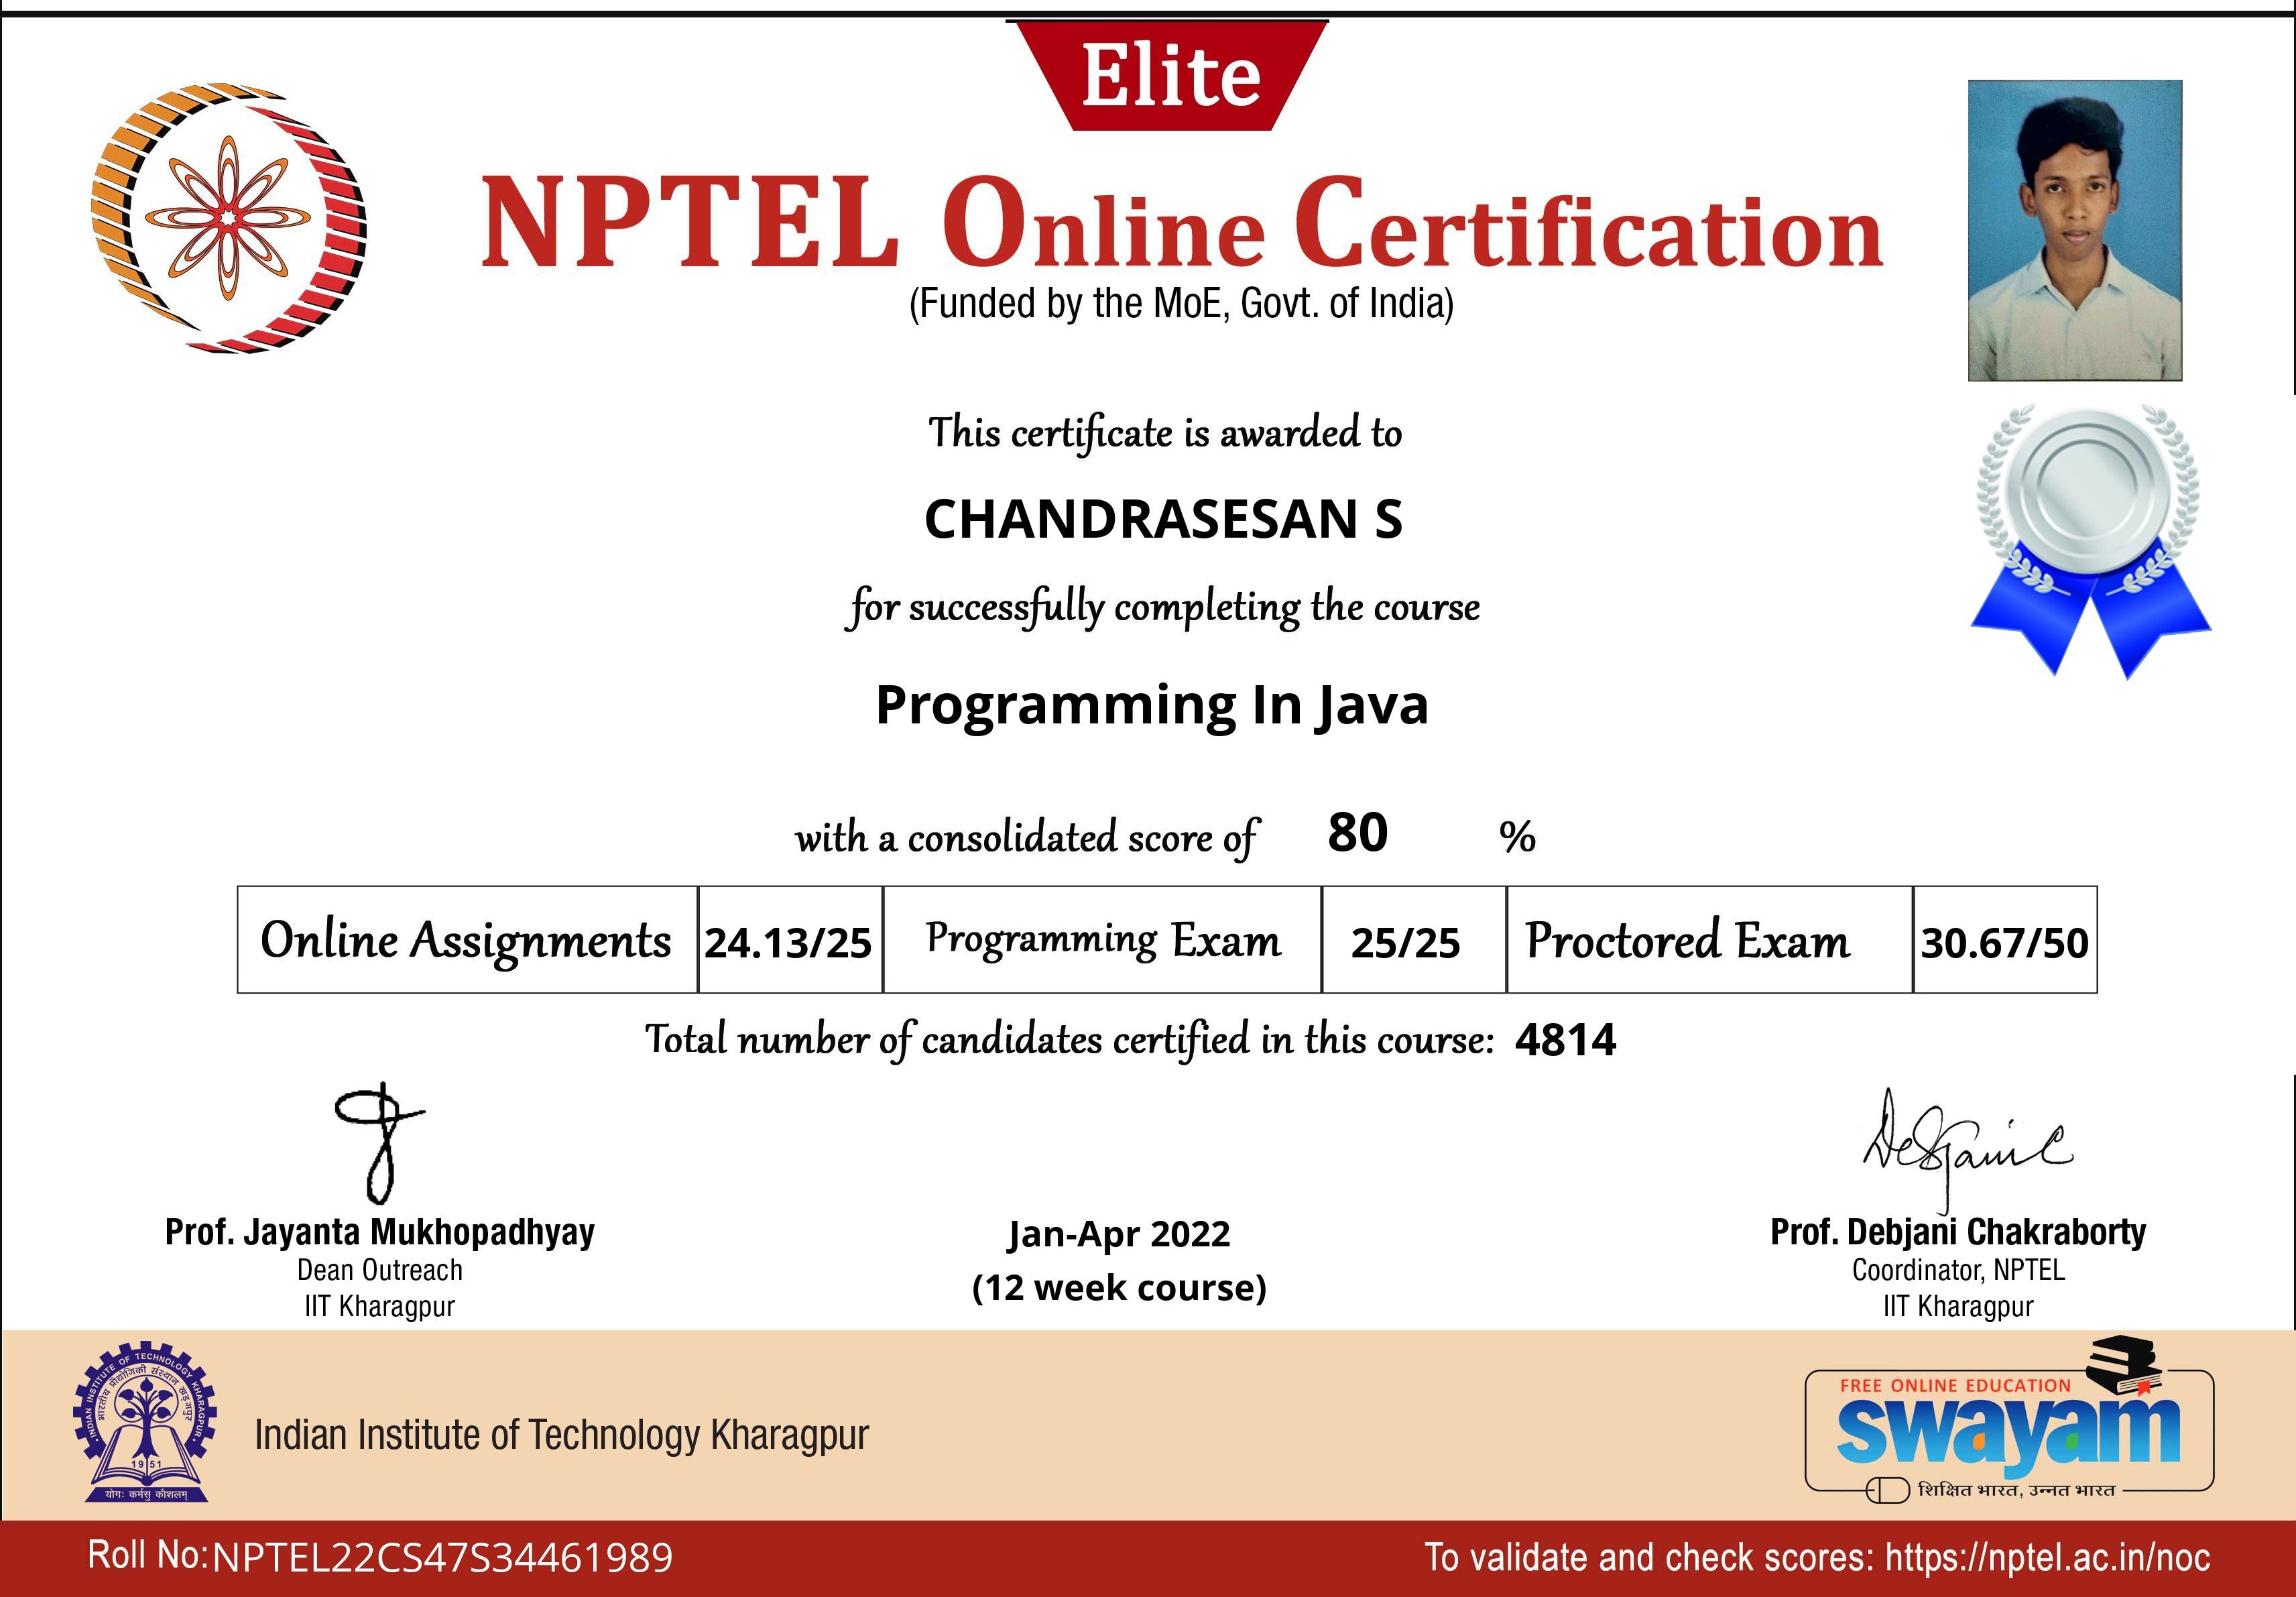 Elite
NPTEL Online Certification
(Funded by the MoE, Govt. of India)
This certificate is awarded to
CHANDRASESAN S
for successfully completing the course
Programming In Java
with a consolidated score of 80 %
Online Assignments 24.13/25 Programming Exam 25/25 Proctored Exam 30.67/50
Total number of candidates certified in this course: 4814
Prof. Jayanta Mukhopadhyay
Dean Outreach
IIT Kharagpur
Jan-Apr 2022
(12 week course)
Prof. Debjani Chakraborty
Coordinator, NPTEL
IIT Kharagpur
INDIAN INSTITUTE OF TECHNOLOGY KHARAGPUR
भारतीय प्रौद्योगिकी संस्थान खड़गपुर
1951
योगः कर्मसु कौशलम्
Indian Institute of Technology Kharagpur
FREE ONLINE EDUCATION
swayam
शिक्षित भारत, उन्नत भारत
Roll No:NPTEL22CS47S34461989
To validate and check scores: https://nptel.ac.in/noc